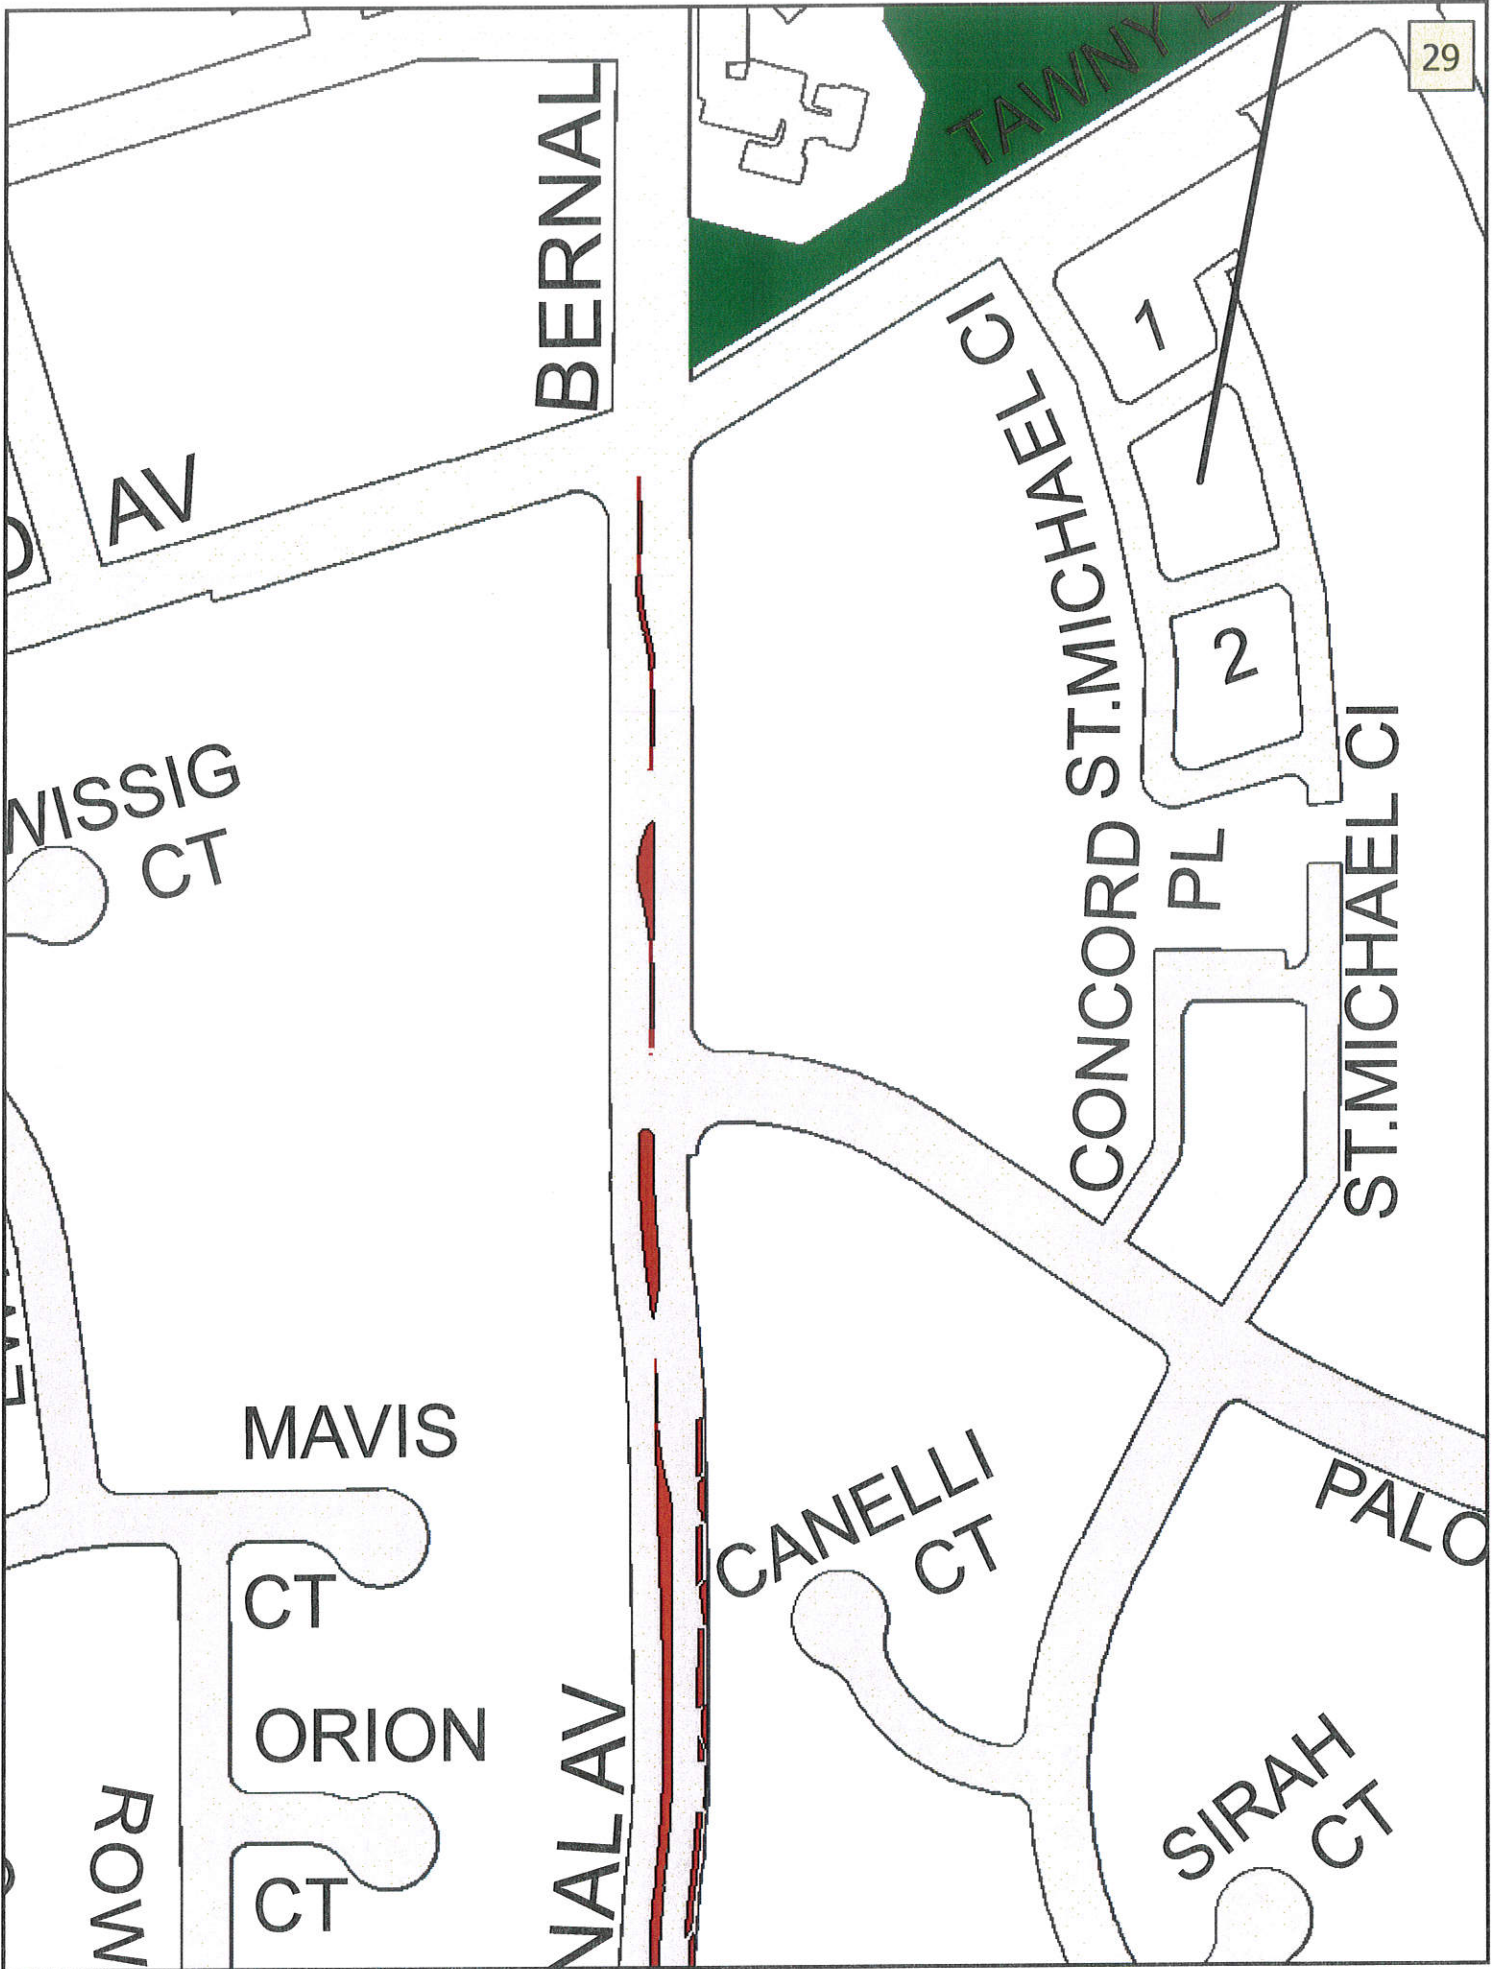 29
TAWNY
BERNAL
ST.MICHAEL CI
1
AV
2
WISSIG
CT
CONCORD
PL
ST.MICHAEL CI
MAVIS
CT
CANELLI
CT
PALO
ORION
CT
ROW
NAL AV
SIRAH
CT